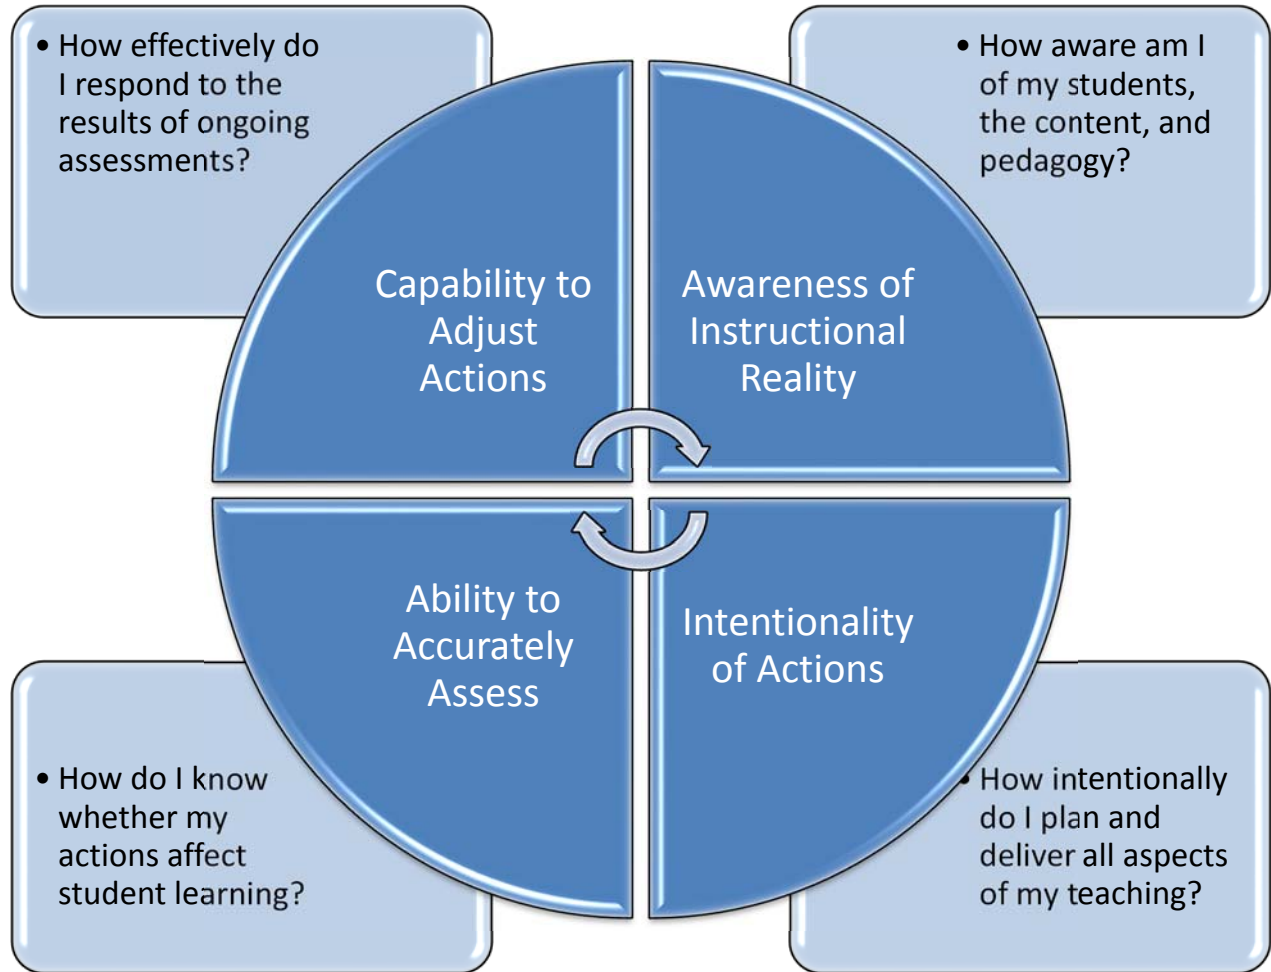 • How effectively do
I respond to the
results of ongoing
assessments?
• How aware am I
of my students,
the content, and
pedagogy?
Capability to
Adjust
Actions
Awareness of
Instructional
Reality
Ability to
Accurately
Assess
Intentionality
of Actions
• How do I know
whether my
actions affect
student learning?
• How intentionally
do I plan and
deliver all aspects
of my teaching?